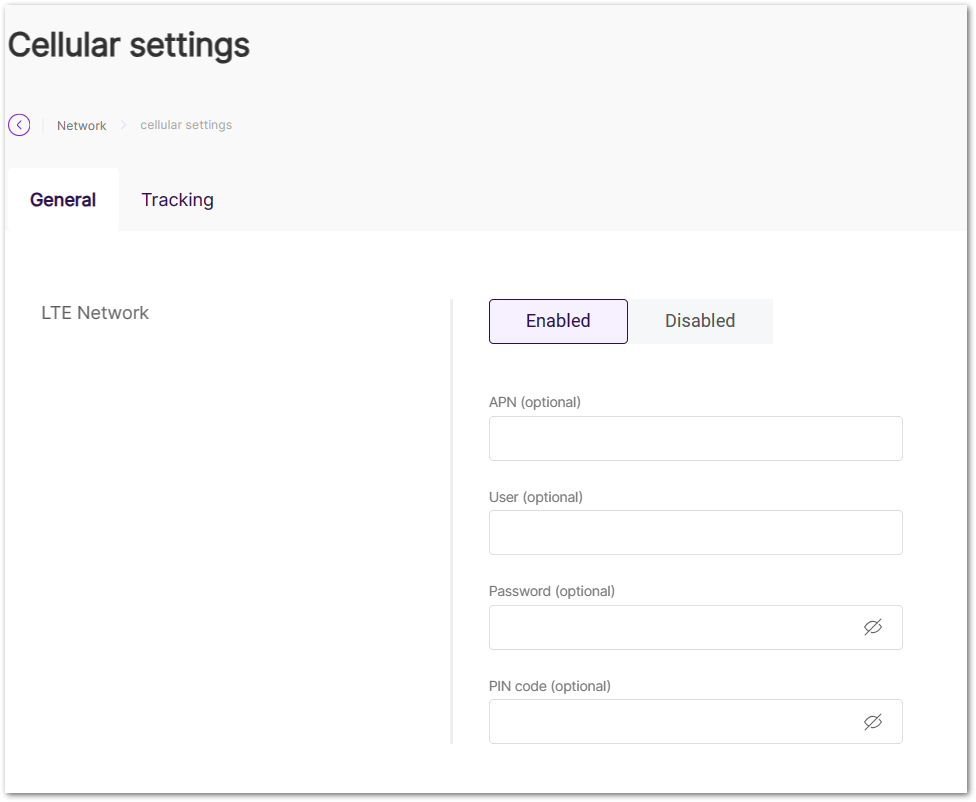 Cellular settings
Network
cellular settings
General
Tracking
LTE Network
Enabled
Disabled
APN (optional)
User (optional)
Password (optional)
PIN code (optional)